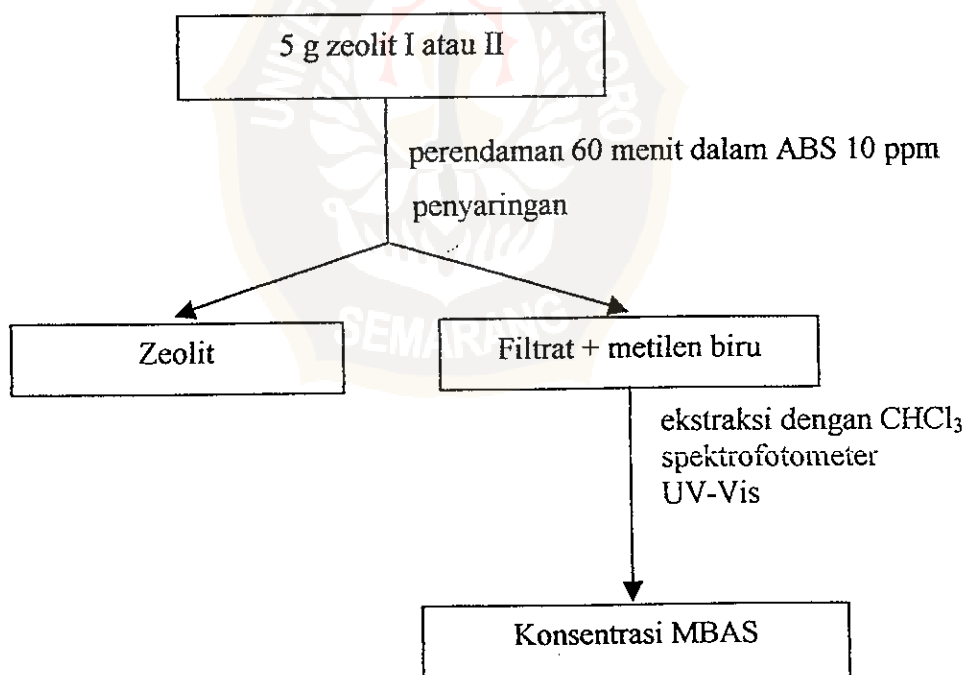 5 g zeolit I atau II
perendaman 60 menit dalam ABS 10 ppm
penyaringan
Zeolit
Filtrat + metilen biru
SEMARANG
ekstraksi dengan CHCl₃
spektrofotometer
UV-Vis
Konsentrasi MBAS